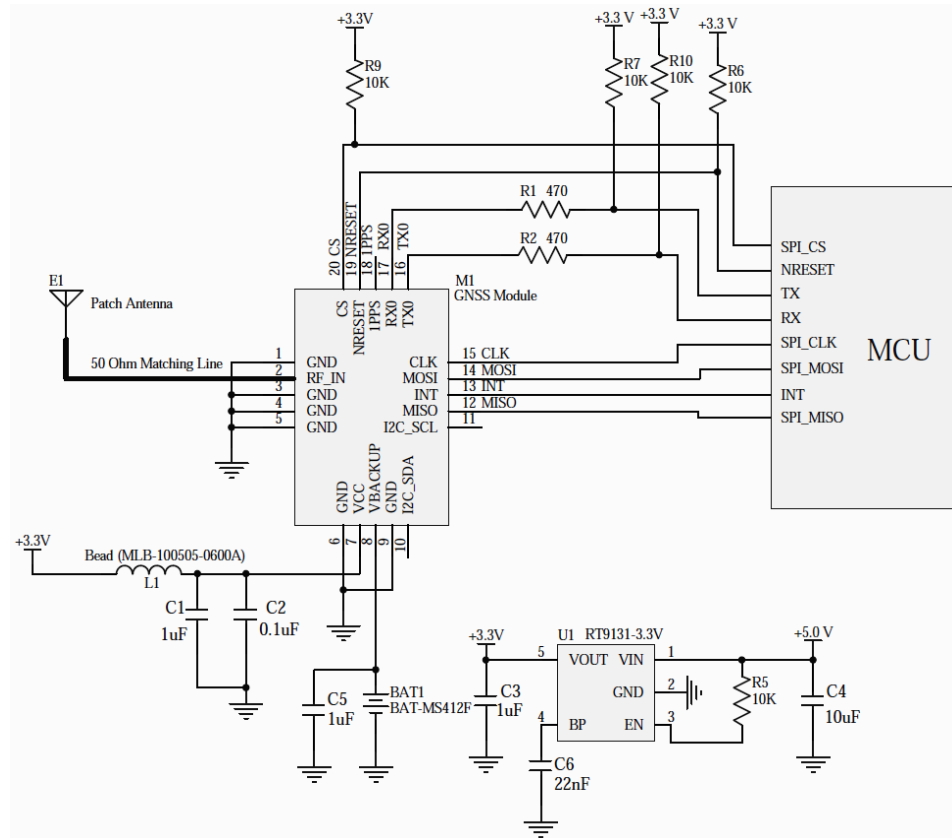 +3.3V
+3.3 V
+3.3 V
+3.3 V
R9
10K
R7
10K
R10
10K
R6
10K
R1 470
R2 470
20 CS
19 NRESET
18 1PPS
17 RX0
16 TX0
M1
GNSS Module
E1
Patch Antenna
50 Ohm Matching Line
CS
NRESET
1PPS
RX0
TX0
1 GND
2 RF_IN
3 GND
4 GND
5 GND
CLK 15 CLK
MOSI 14 MOSI
INT 13 INT
MISO 12 MISO
I2C_SCL 11
GND
VCC
VBACKUP
GND
I2C_SDA
6
7
8
9
10
SPI_CS
NRESET
TX
RX
SPI_CLK
SPI_MOSI
INT
SPI_MISO
MCU
+3.3V
Bead (MLB-100505-0600A)
L1
C1
1uF
C2
0.1uF
C5
1uF
BAT1
BAT-MS412F
+3.3V
U1 RT9131-3.3V
+5.0 V
5 VOUT VIN 1
GND 2
4 BP EN 3
C3
1uF
R5
10K
C4
10uF
C6
22nF